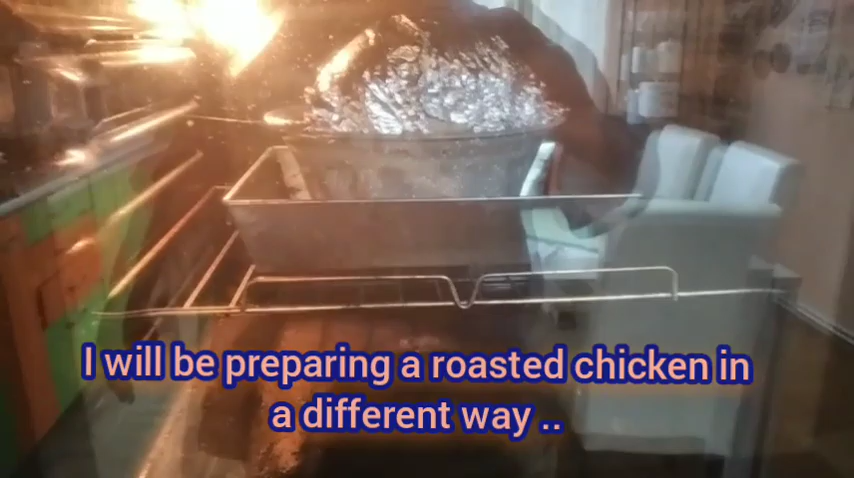 I will be preparing a roasted chicken in
a different way ..